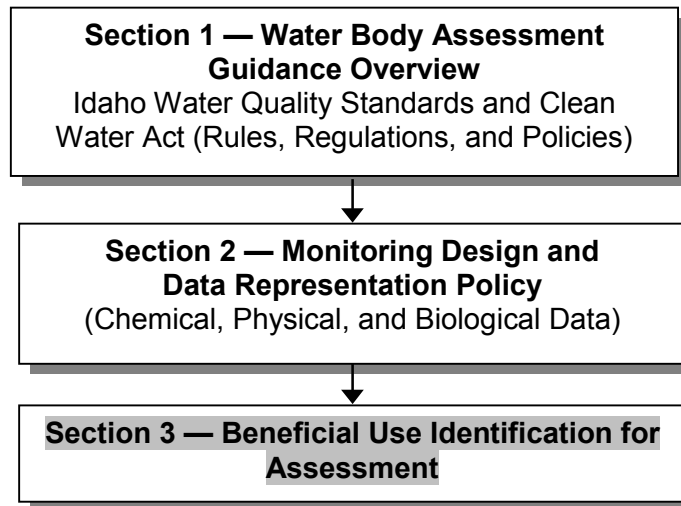 Section 1 — Water Body Assessment
Guidance Overview
Idaho Water Quality Standards and Clean
Water Act (Rules, Regulations, and Policies)
Section 2 — Monitoring Design and
Data Representation Policy
(Chemical, Physical, and Biological Data)
Section 3 — Beneficial Use Identification for
Assessment